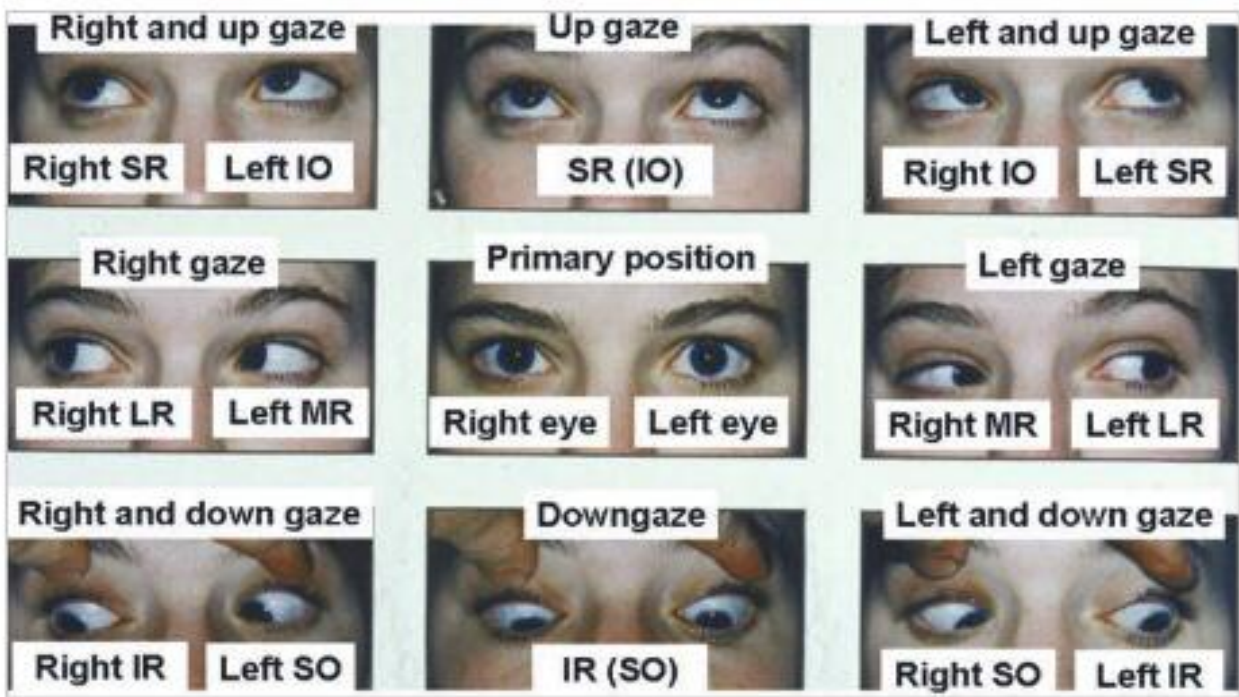 Right and up gaze
Up gaze
Left and up gaze
Right SR
Left IO
SR (IO)
Right IO
Left SR
Right gaze
Primary position
Left gaze
Right LR
Left MR
Right eye
Left eye
Right MR
Left LR
Right and down gaze
Downgaze
Left and down gaze
Right IR
Left SO
IR (SO)
Right SO
Left IR